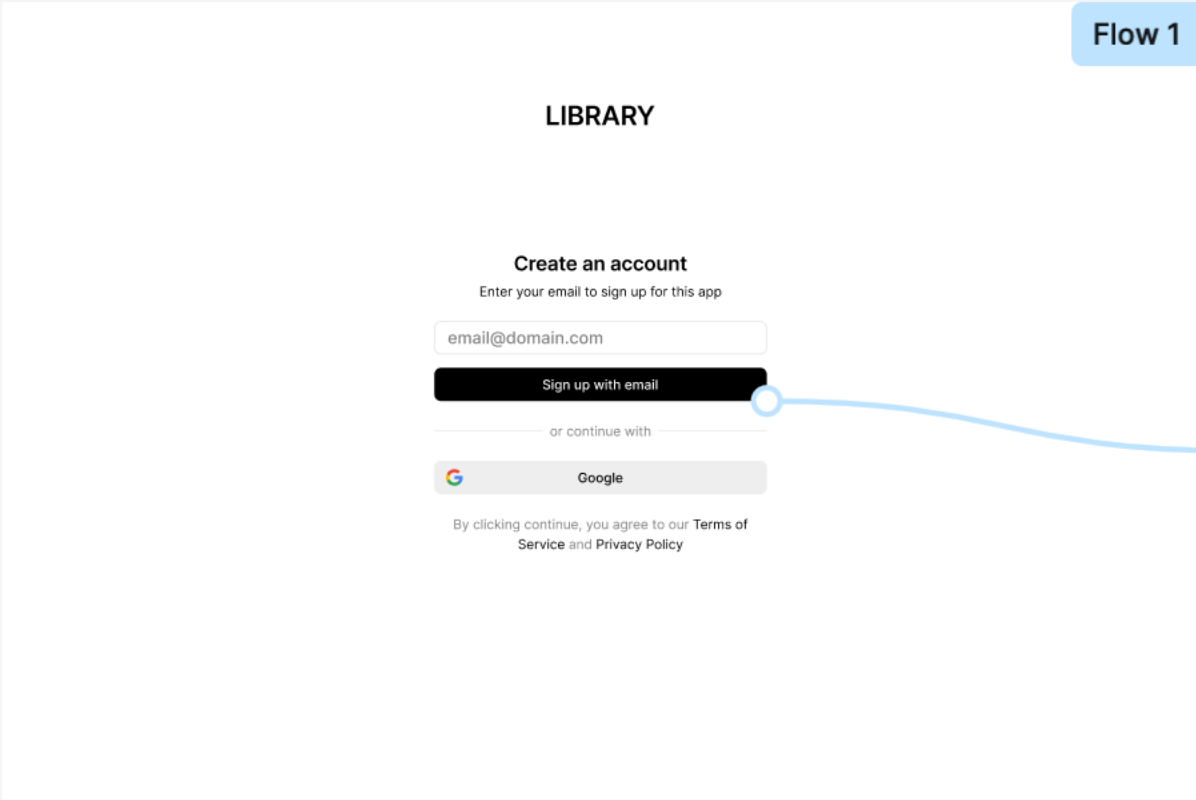 Flow 1
LIBRARY
Create an account
Enter your email to sign up for this app
email@domain.com
Sign up with email
or continue with
Google
By clicking continue, you agree to our Terms of
Service and Privacy Policy